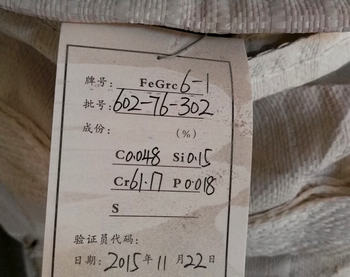 牌号: FeGrc6-1
批号: 602-76-302
成份: (%)
C0.048 Si0.15
Cr61.17 P0.018
S
验证员代码:
日期: 2015年11月22日